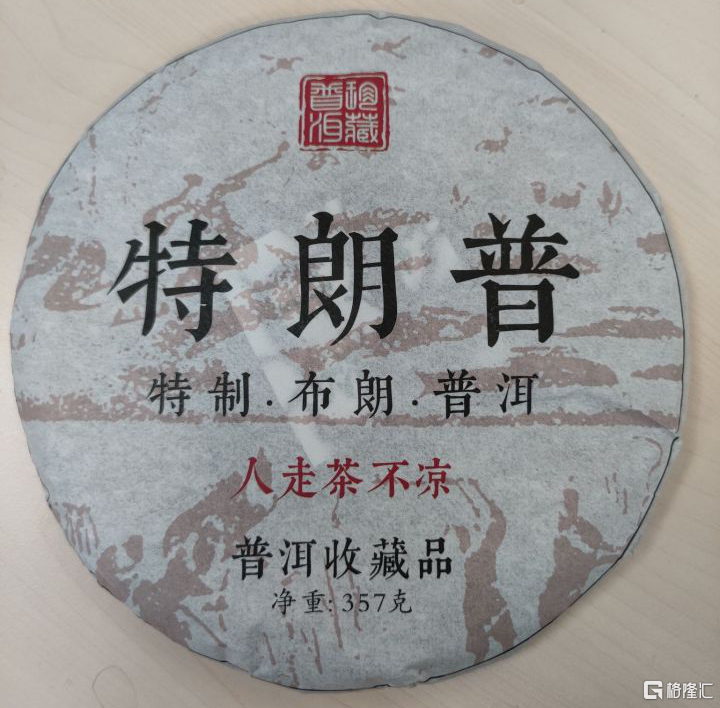 珍藏普洱
特朗普
特制·布朗·普洱
人走茶不凉
普洱收藏品
净重:357克
格隆汇